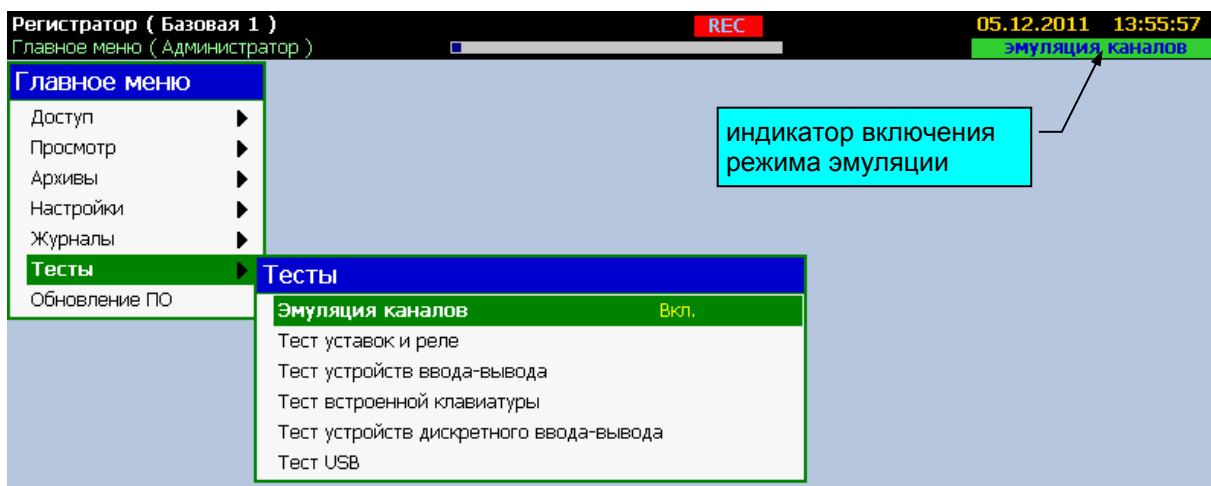 Регистратор ( Базовая 1 )
REC
05.12.2011 13:55:57
Главное меню ( Администратор )
эмуляция каналов
Главное меню
Доступ
Просмотр
Архивы
Настройки
Журналы
Тесты
Обновление ПО
индикатор включения
режима эмуляции
Тесты
Эмуляция каналов Вкл.
Тест уставок и реле
Тест устройств ввода-вывода
Тест встроенной клавиатуры
Тест устройств дискретного ввода-вывода
Тест USB